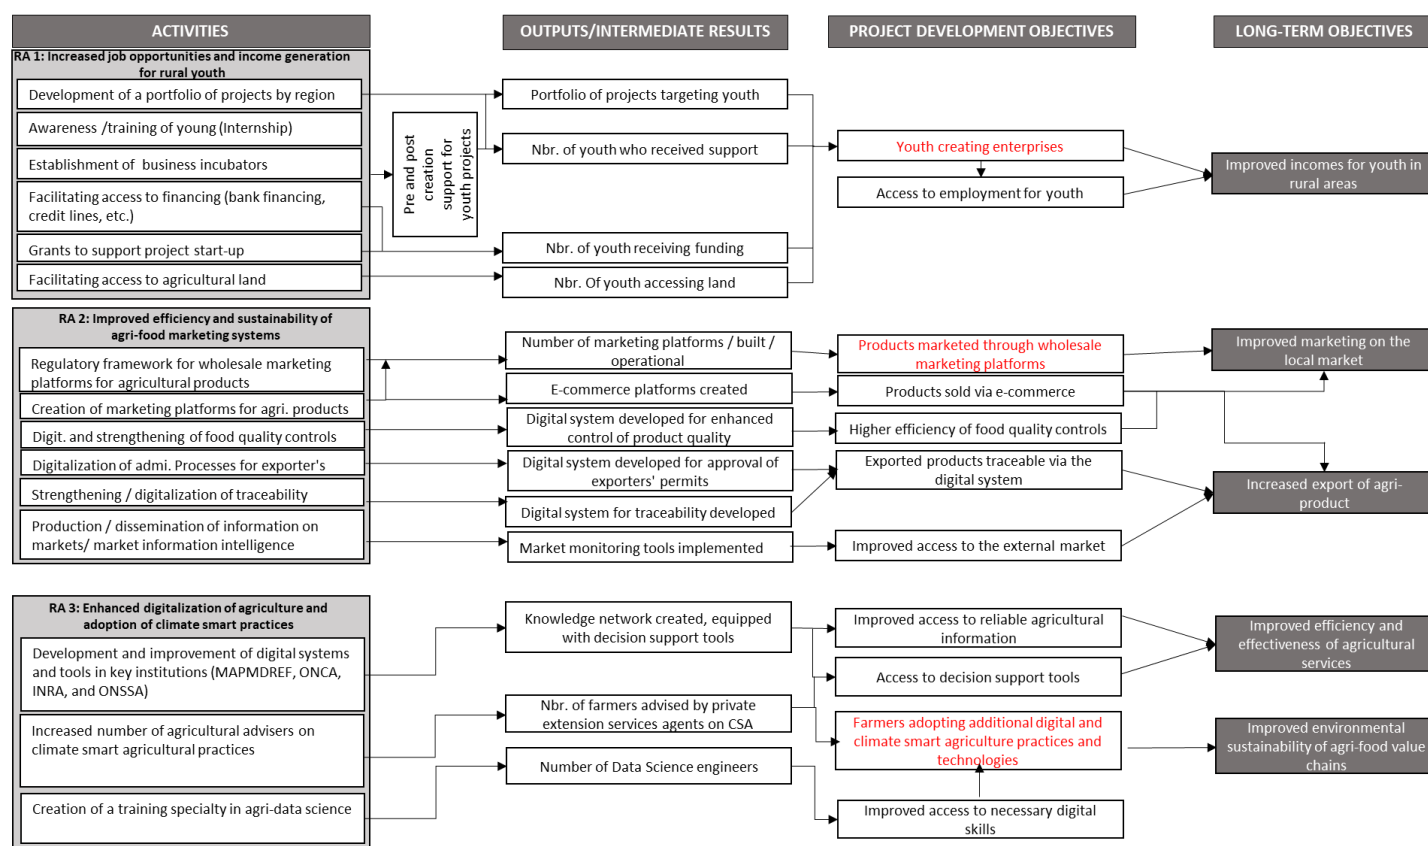 ACTIVITIES
OUTPUTS/INTERMEDIATE RESULTS
PROJECT DEVELOPMENT OBJECTIVES
LONG-TERM OBJECTIVES
RA 1: Increased job opportunities and income generation
for rural youth
Development of a portfolio of projects by region
Awareness /training of young (Internship)
Establishment of business incubators
Facilitating access to financing (bank financing,
credit lines, etc.)
Grants to support project start-up
Facilitating access to agricultural land
Pre and post
creation
support for
youth projects
Portfolio of projects targeting youth
Nbr. of youth who received support
Nbr. of youth receiving funding
Nbr. Of youth accessing land
Youth creating enterprises
Access to employment for youth
Improved incomes for youth in
rural areas
RA 2: Improved efficiency and sustainability of
agri-food marketing systems
Regulatory framework for wholesale marketing
platforms for agricultural products
Creation of marketing platforms for agri. products
Digit. and strengthening of food quality controls
Digitalization of admi. Processes for exporter's
Strengthening / digitalization of traceability
Production / dissemination of information on
markets/ market information intelligence
Number of marketing platforms / built /
operational
E-commerce platforms created
Digital system developed for enhanced
control of product quality
Digital system developed for approval of
exporters' permits
Digital system for traceability developed
Market monitoring tools implemented
Products marketed through wholesale
marketing platforms
Products sold via e-commerce
Higher efficiency of food quality controls
Exported products traceable via the
digital system
Improved access to the external market
Improved marketing on the
local market
Increased export of agri-
product
RA 3: Enhanced digitalization of agriculture and
adoption of climate smart practices
Development and improvement of digital systems
and tools in key institutions (MAPMDREF, ONCA,
INRA, and ONSSA)
Increased number of agricultural advisers on
climate smart agricultural practices
Creation of a training specialty in agri-data science
Knowledge network created, equipped
with decision support tools
Nbr. of farmers advised by private
extension services agents on CSA
Number of Data Science engineers
Improved access to reliable agricultural
information
Access to decision support tools
Farmers adopting additional digital and
climate smart agriculture practices and
technologies
Improved access to necessary digital
skills
Improved efficiency and
effectiveness of agricultural
services
Improved environmental
sustainability of agri-food value
chains